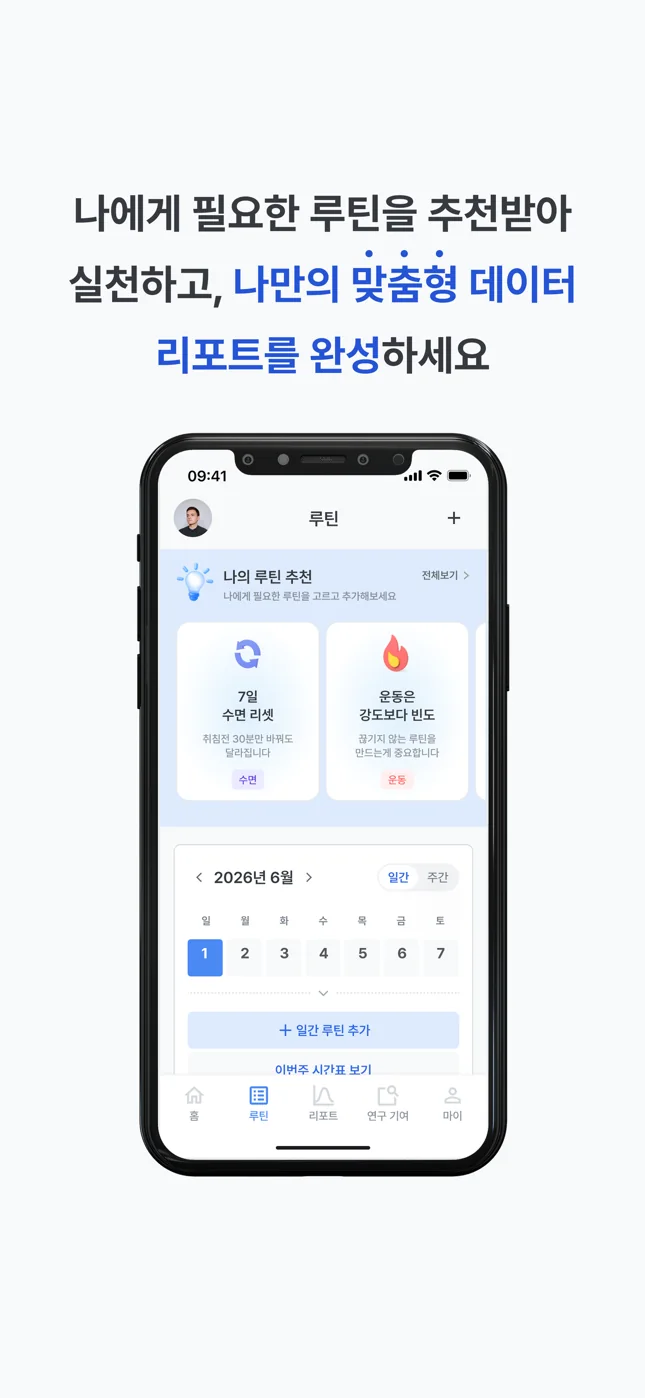 나에게 필요한 루틴을 추천받아
실천하고, 나만의 맞춤형 데이터
리포트를 완성하세요
09:41
루틴
나의 루틴 추천
전체보기
나에게 필요한 루틴을 고르고 추가해보세요
7일
수면 리셋
취침전 30분만 바꿔도
달라집니다
수면
운동은
강도보다 빈도
끊기지 않는 루틴을
만드는게 중요합니다
운동
2026년 6월
일간 주간
일 월 화 수 목 금 토
1 2 3 4 5 6 7
+ 일간 루틴 추가
이번주 시간표 보기
홈 루틴 리포트 연구 기여 마이